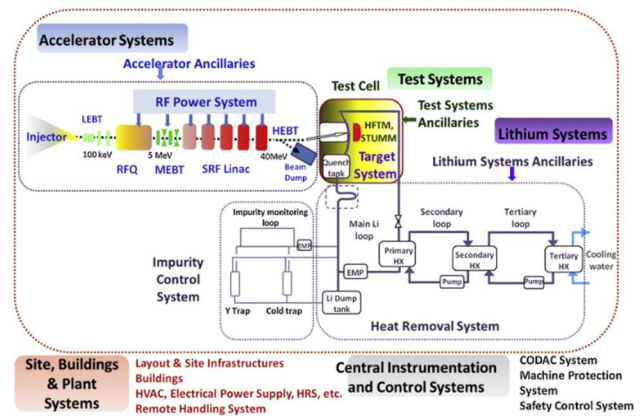 Accelerator Systems
Accelerator Ancillaries
RF Power System
LEBT
Injector
100 keV
RFQ
5 MeV
MEBT
SRF Linac
HEBT
40MeV
Beam
Dump
Test Cell
Test Systems
Test Systems
Ancillaries
HFTM,
STUMM
Target
System
Quench
tank
Lithium Systems
Lithium Systems Ancillaries
Impurity monitoring
loop
EMP
Impurity
Control
System
Y Trap
Cold trap
Main Li
loop
EMP
Li Dump
tank
Primary
HX
Secondary
loop
Pump
Secondary
HX
Tertiary
loop
Pump
Tertiary
HX
Cooling
water
Heat Removal System
Site, Buildings
& Plant
Systems
Layout & Site Infrastructures
Buildings
HVAC, Electrical Power Supply, HRS, etc.
Remote Handling System
Central Instrumentation
and Control Systems
CODAC System
Machine Protection
System
Safety Control System